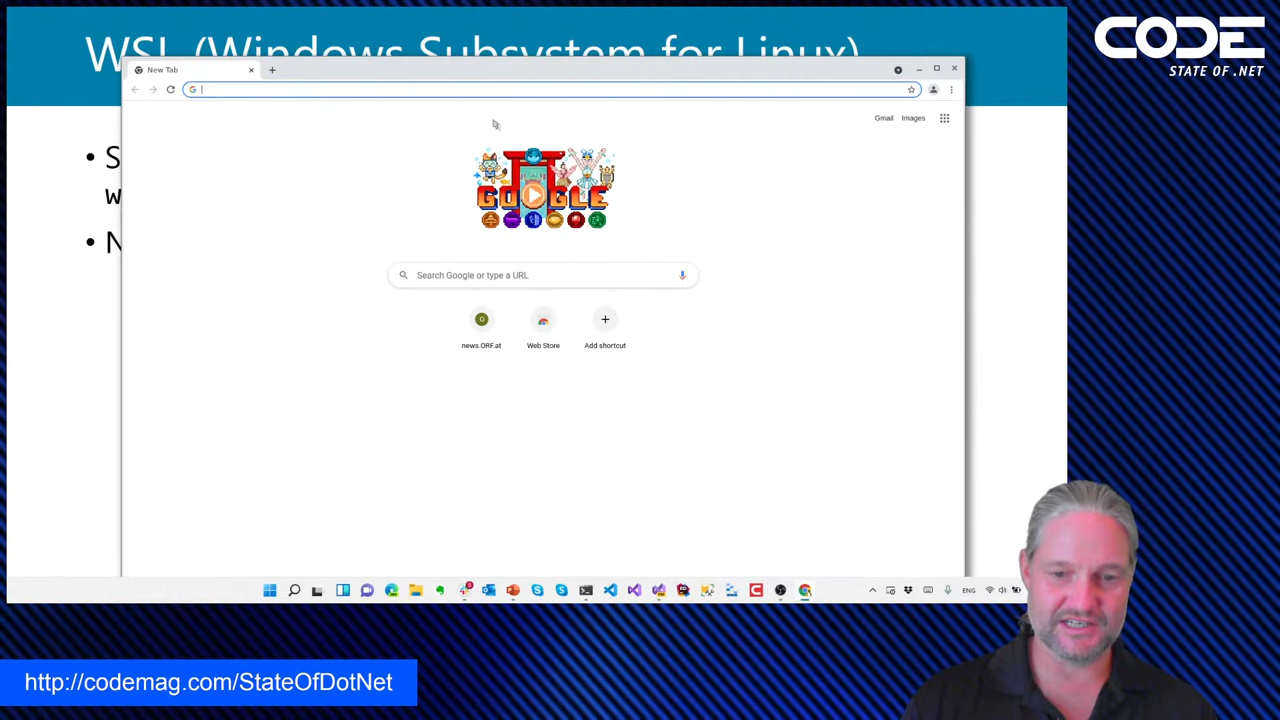 WSL (Windows Subsystem for Linux)
CODE
STATE OF .NET
New Tab
Gmail Images
GOOGLE
• S
w
• N
Search Google or type a URL
news.ORF.at Web Store Add shortcut
ENG
http://codemag.com/StateOfDotNet